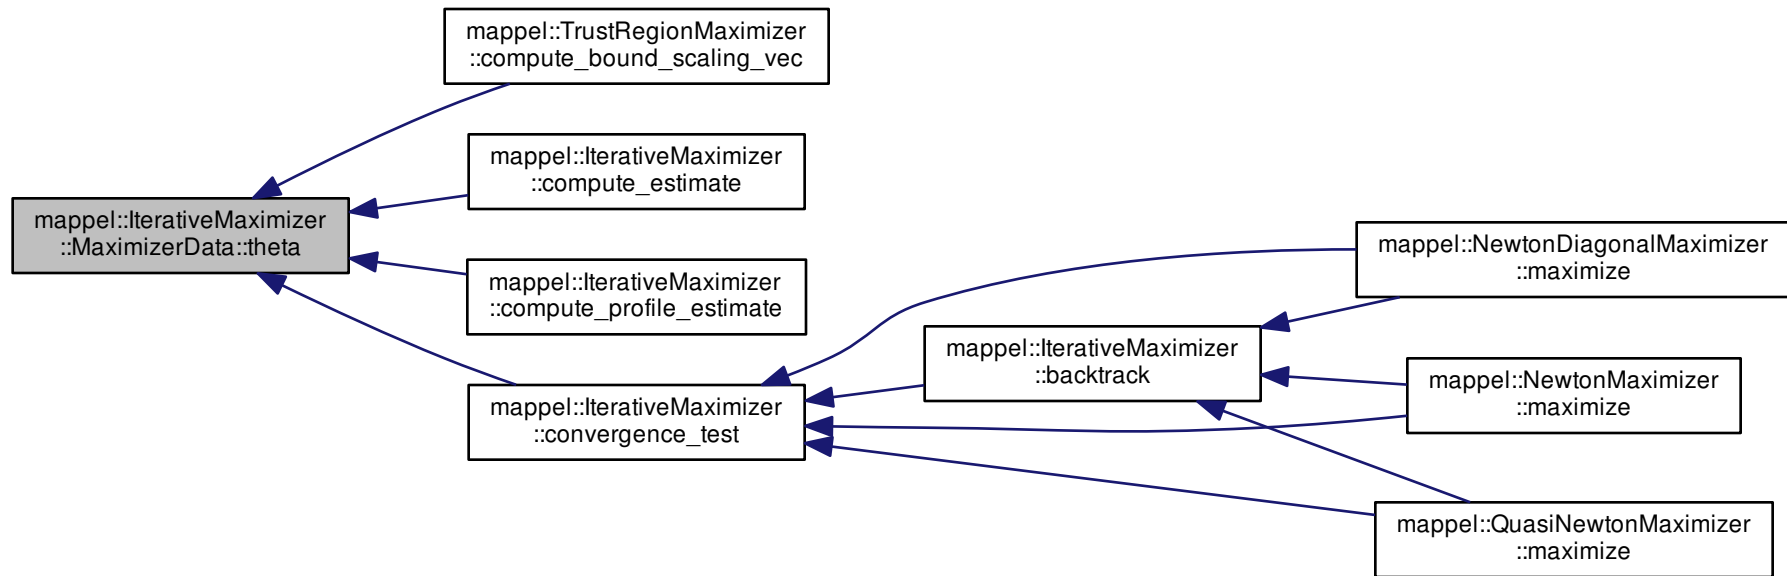 mappel::TrustRegionMaximizer
::compute_bound_scaling_vec
mappel::IterativeMaximizer
::compute_estimate
mappel::IterativeMaximizer
::MaximizerData::theta
mappel::IterativeMaximizer
::compute_profile_estimate
mappel::IterativeMaximizer
::convergence_test
mappel::IterativeMaximizer
::backtrack
mappel::NewtonDiagonalMaximizer
::maximize
mappel::NewtonMaximizer
::maximize
mappel::QuasiNewtonMaximizer
::maximize